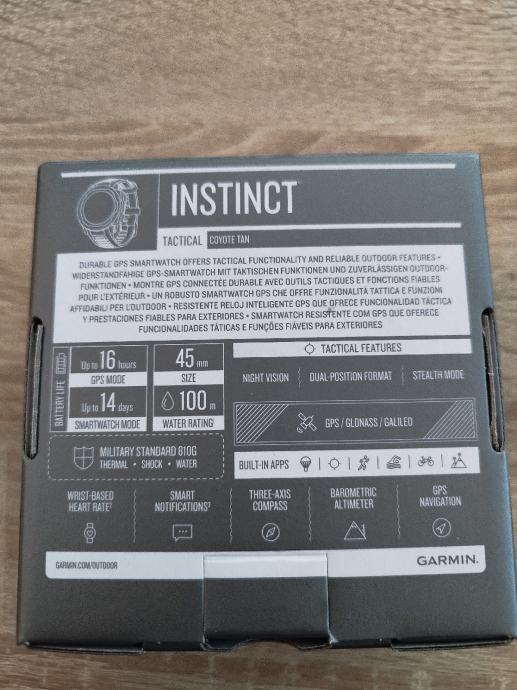 INSTINCT
TACTICAL COYOTE TAN
DURABLE GPS SMARTWATCH OFFERS TACTICAL FUNCTIONALITY AND RELIABLE OUTDOOR FEATURES •
WIDERSTANDFÄHIGE GPS-SMARTWATCH MIT TAKTISCHEN FUNKTIONEN UND ZUVERLÄSSIGEN OUTDOOR-
FUNKTIONEN • MONTRE GPS CONNECTÉE DURABLE AVEC OUTILS TACTIQUES ET FONCTIONS FIABLES
POUR L'EXTÉRIEUR • UN ROBUSTO SMARTWATCH GPS CHE OFFRE FUNZIONALITÀ TATTICA E FUNZIONI
AFFIDABILI PER L'OUTDOOR • RESISTENTE RELOJ INTELIGENTE GPS QUE OFRECE FUNCIONALIDAD TÁCTICA
Y PRESTACIONES FIABLES PARA EXTERIORES • SMARTWATCH RESISTENTE COM GPS QUE OFERECE
FUNCIONALIDADES TÁTICAS E FUNÇÕES FIÁVEIS PARA EXTERIORES
BATTERY LIFE
Up to 16 hours
GPS MODE
Up to 14 days
SMARTWATCH MODE
45 mm
SIZE
100 m
WATER RATING¹
TACTICAL FEATURES
NIGHT VISION
DUAL-POSITION FORMAT
STEALTH MODE
GPS / GLONASS / GALILEO
MILITARY STANDARD 810G
THERMAL • SHOCK • WATER
BUILT-IN APPS
WRIST-BASED
HEART RATE²
SMART
NOTIFICATIONS³
THREE-AXIS
COMPASS
BAROMETRIC
ALTIMETER
GPS
NAVIGATION
GARMIN.COM/OUTDOOR
GARMIN.